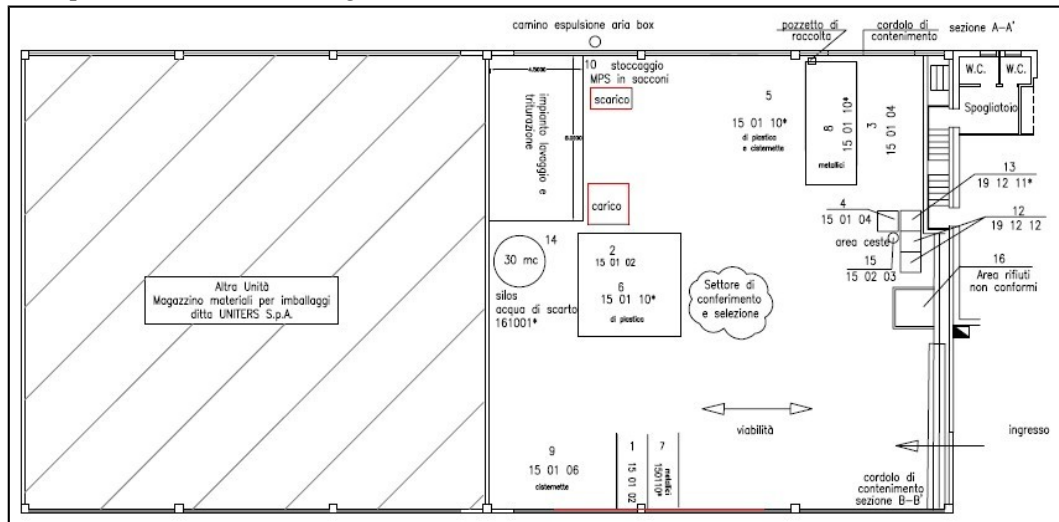 camino espulsione aria box
pozzetto di
raccolta
cordolo di
contenimento
sezione A-A'
10 stoccaggio
MPS in sacconi
scarico
impianto lavaggio e
triturazione
5
15 01 10*
di plastica
e cisternette
8
15 01 10*
metallici
3
15 01 04
W.C.
W.C.
Spogliatoio
13
19 12 11*
4
15 01 04
12
19 12 12
carico
area ceste
15
15 02 03
16
Area rifiuti
non conformi
14
30 mc
silos
acqua di scarto
161001*
2
15 01 02
6
15 01 10*
di plastica
Settore di
conferimento
e selezione
Altra Unità
Magazzino materiali per imballaggi
ditta UNITERS S.p.A.
viabilità
ingresso
9
15 01 06
cisternette
1
15 01 02
7
150110*
metallici
cordolo di
contenimento
sezione B-B'